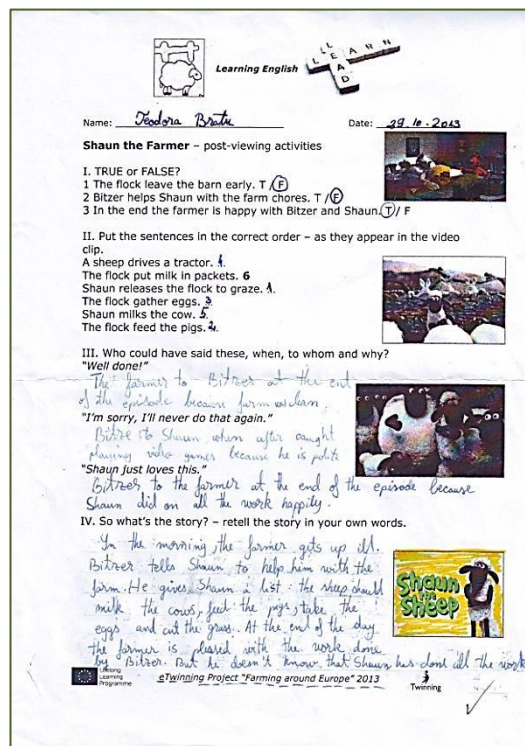 LEARN
LEAD
Learning English
Name: Teodora Bratu Date: 29.10.2013
Shaun the Farmer – post-viewing activities
I. TRUE or FALSE?
1 The flock leave the barn early. T / F
2 Bitzer helps Shaun with the farm chores. T / F
3 In the end the farmer is happy with Bitzer and Shaun. T / F
II. Put the sentences in the correct order – as they appear in the video
clip.
A sheep drives a tractor.
The flock put milk in packets. 6
Shaun releases the flock to graze. 1.
The flock gather eggs. 3
Shaun milks the cow. 5.
The flock feed the pigs. 2.
III. Who could have said these, when, to whom and why?
"Well done!"
The farmer to Bitzer at the end
of the episode because farm was clean.
"I'm sorry, I'll never do that again."
Bitzer to Shaun when after caught
playing video games because he is polite
"Shaun just loves this."
Bitzer to the farmer at the end of the episode because
Shaun did on all the work happily.
IV. So what's the story? – retell the story in your own words.
In the morning, the farmer gets up ill.
Bitzer tells Shaun to help him with the
farm. He gives Shaun a list: the sheep should
milk the cows, feed the pigs, take the
eggs and cut the grass. At the end of the day
the farmer is pleased with the work done
by Bitzer. But he doesn't know that Shaun has done all the work
Shaun
the
Sheep
Lifelong
Learning
Programme
eTwinning Project "Farming around Europe" 2013
Twinning